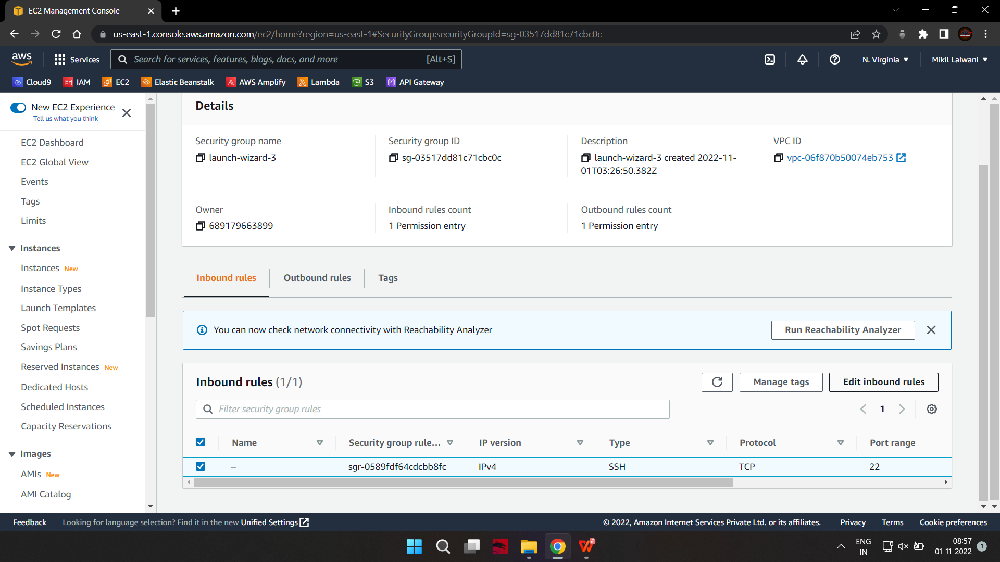 EC2 Management Console
us-east-1.console.aws.amazon.com/ec2/home?region=us-east-1#SecurityGroup:securityGroupId=sg-03517dd81c71cbc0c
aws Services Search for services, features, blogs, docs, and more [Alt+S] N. Virginia Mikil Lalwani
Cloud9 IAM EC2 Elastic Beanstalk AWS Amplify Lambda S3 API Gateway
New EC2 Experience
Tell us what you think
EC2 Dashboard
EC2 Global View
Events
Tags
Limits
Instances
Instances New
Instance Types
Launch Templates
Spot Requests
Savings Plans
Reserved Instances New
Dedicated Hosts
Scheduled Instances
Capacity Reservations
Images
AMIs New
AMI Catalog
Details
Security group name
launch-wizard-3
Security group ID
sg-03517dd81c71cbc0c
Description
launch-wizard-3 created 2022-11-
01T03:26:50.382Z
VPC ID
vpc-06f870b50074eb753
Owner
689179663899
Inbound rules count
1 Permission entry
Outbound rules count
1 Permission entry
Inbound rules Outbound rules Tags
You can now check network connectivity with Reachability Analyzer Run Reachability Analyzer
Inbound rules (1/1) Manage tags Edit inbound rules
Filter security group rules 1
Name Security group rule... IP version Type Protocol Port range
– sgr-0589fdf64cdcbb8fc IPv4 SSH TCP 22
Feedback Looking for language selection? Find it in the new Unified Settings © 2022, Amazon Internet Services Private Ltd. or its affiliates. Privacy Terms Cookie preferences
ENG
IN
08:57
01-11-2022
1